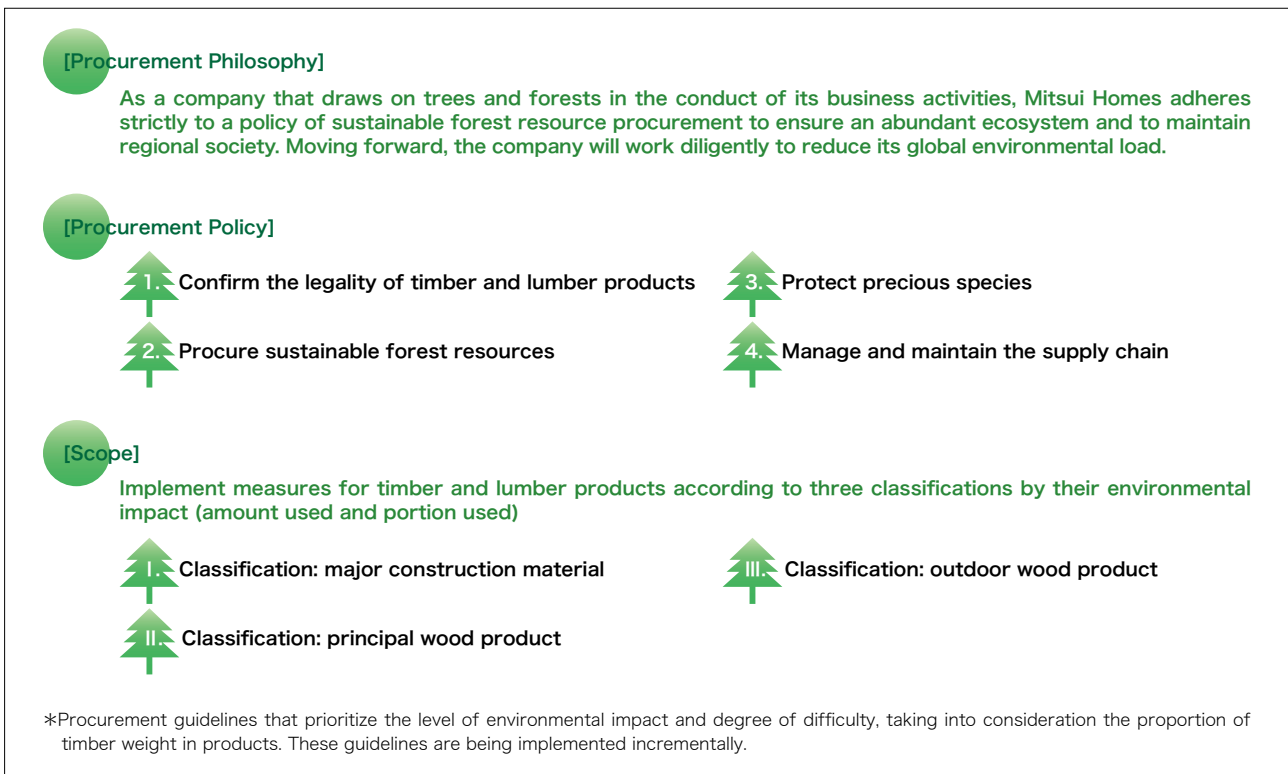 [Procurement Philosophy]
As a company that draws on trees and forests in the conduct of its business activities, Mitsui Homes adheres
strictly to a policy of sustainable forest resource procurement to ensure an abundant ecosystem and to maintain
regional society. Moving forward, the company will work diligently to reduce its global environmental load.
[Procurement Policy]
1. Confirm the legality of timber and lumber products
2. Procure sustainable forest resources
3. Protect precious species
4. Manage and maintain the supply chain
[Scope]
Implement measures for timber and lumber products according to three classifications by their environmental
impact (amount used and portion used)
I. Classification: major construction material
II. Classification: principal wood product
III. Classification: outdoor wood product
*Procurement guidelines that prioritize the level of environmental impact and degree of difficulty, taking into consideration the proportion of
timber weight in products. These guidelines are being implemented incrementally.